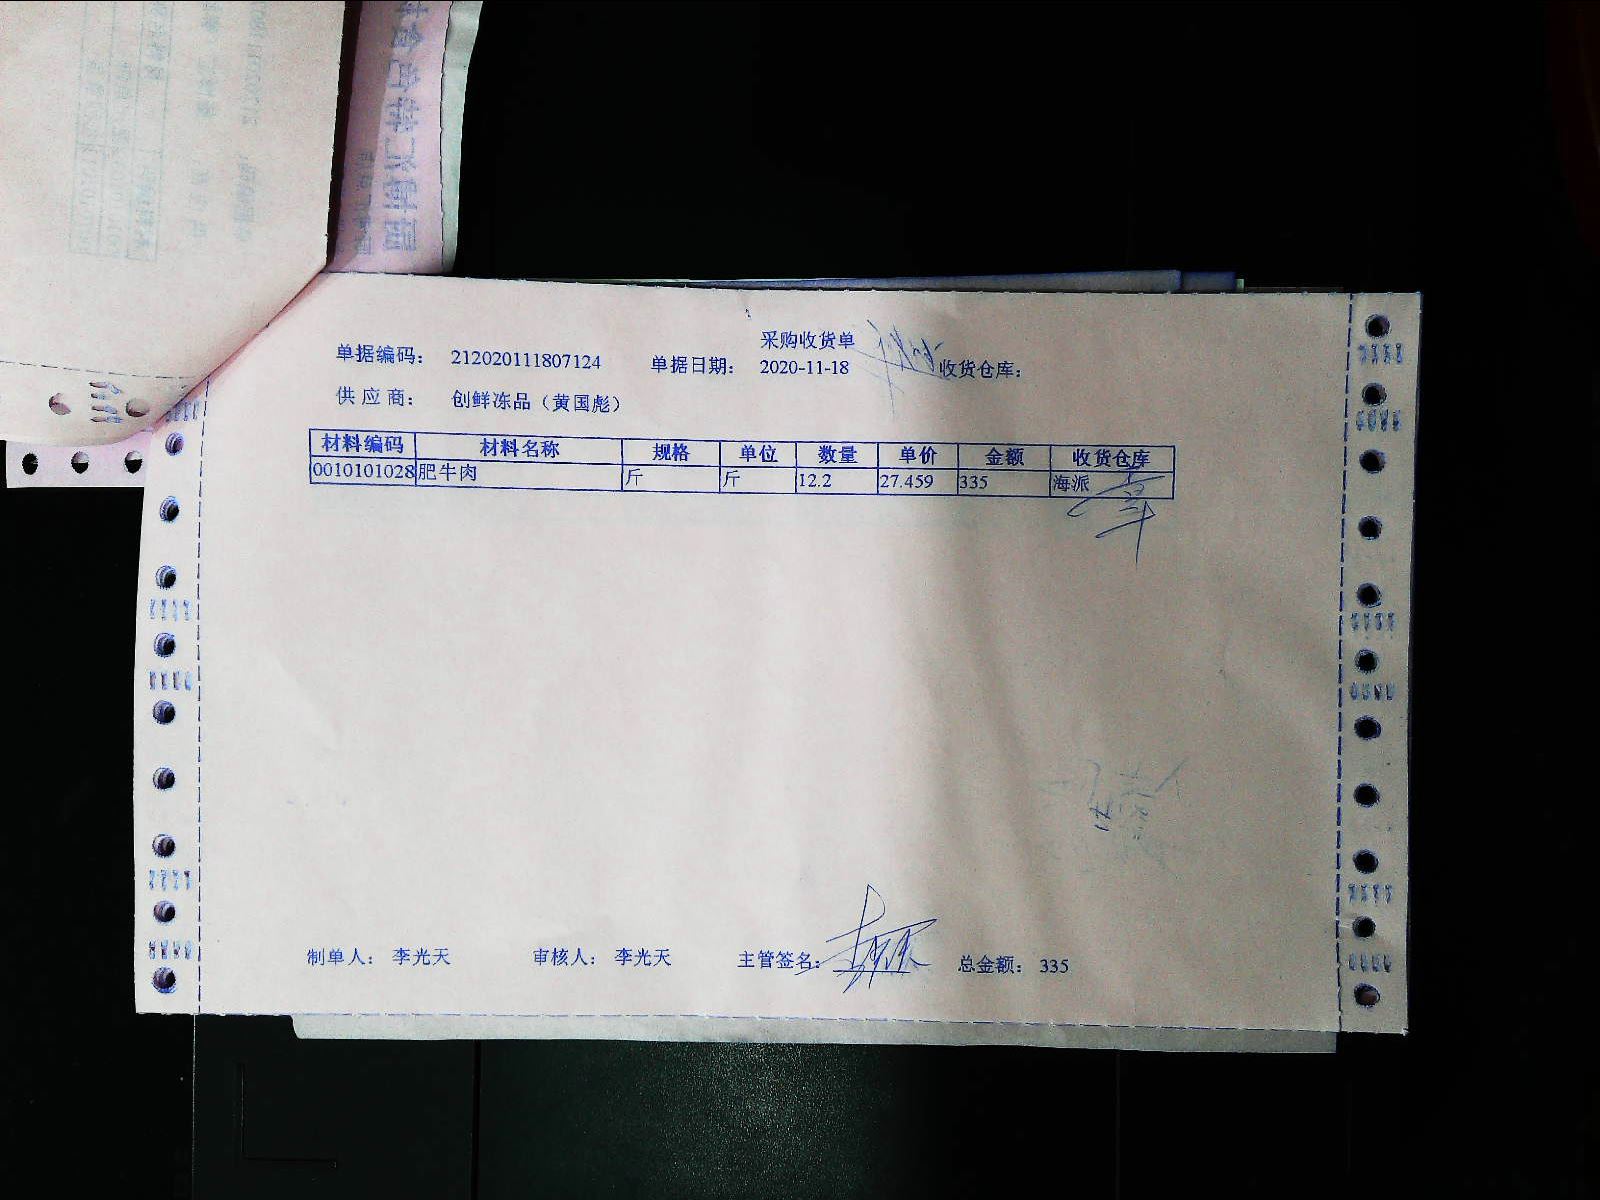 采购收货单
单据编码： 212020111807124 单据日期： 2020-11-18 收货仓库：
供 应 商： 创鲜冻品（黄国彪）
材料编码 材料名称 规格 单位 数量 单价 金额 收货仓库
0010101028 肥牛肉 斤 斤 12.2 27.459 335 海派
制单人： 李光天 审核人： 李光天 主管签名： 总金额： 335